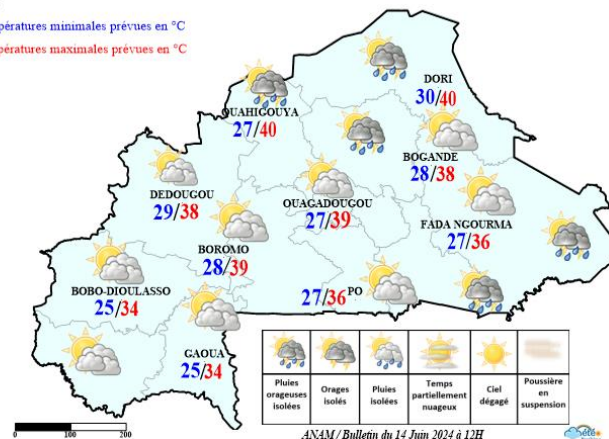 pératures minimales prévues en °C
pératures maximales prévues en °C
DORI
30/40
OUAHIGOUYA
27/40
BOGANDE
28/38
DEDOUGOU
29/38
OUAGADOUGOU
27/39
FADA NGOURMA
27/36
BOROMO
28/39
BOBO-DIOULASSO
25/34
27/36 PO
GAOUA
25/34
Pluies orageuses isolées
Orages isolés
Pluies isolées
Temps partiellement nuageux
Ciel dégagé
Poussière en suspension
0 100 200
ANAM / Bulletin du 14 Juin 2024 à 12H